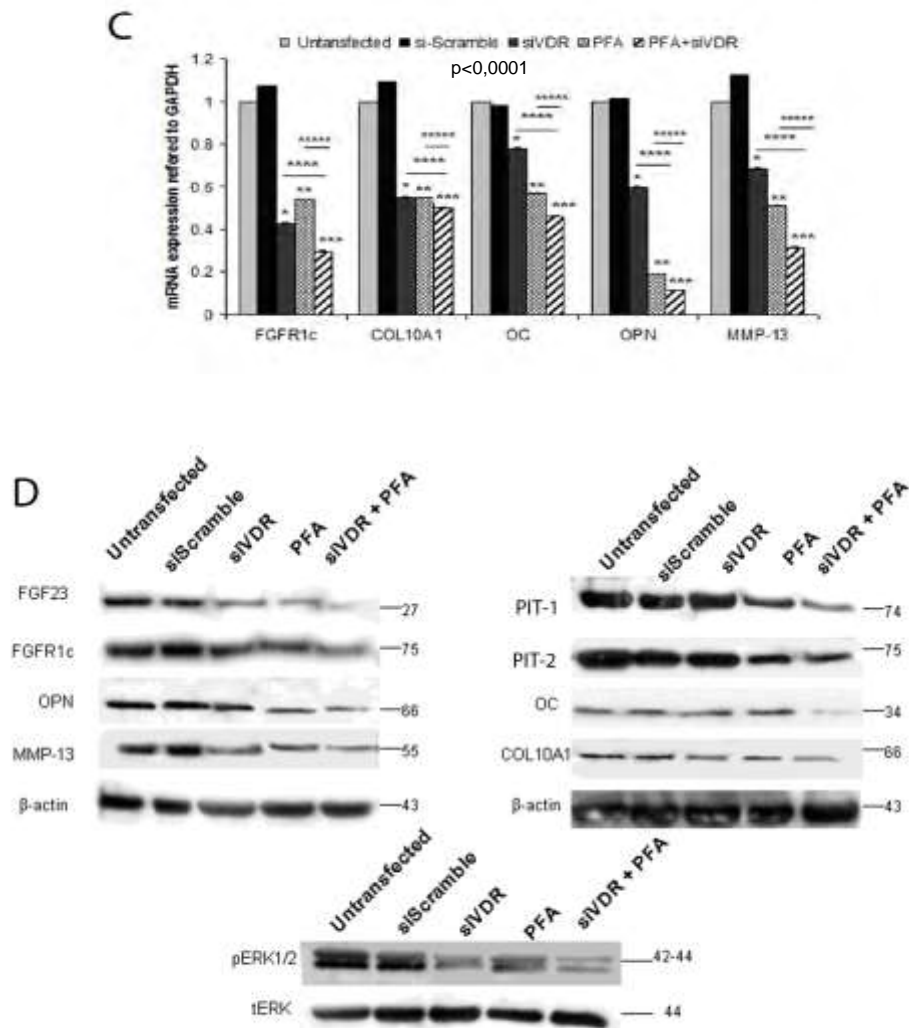 C
Untansfected si-Scramble siVDR PFA PFA+siVDR
p<0,0001
mRNA expression refored to GAPDH
1.2
1
0.8
0.6
0.4
0.2
0
***** **** * ** ***
***** **** * ** ***
***** **** * ** ***
***** **** * ** ***
***** **** * ** ***
FGFR1c COL10A1 OC OPN MMP-13
D
Untransfected siScramble siVDR PFA siVDR + PFA
FGF23 27
FGFR1c 75
OPN 66
MMP-13 55
β-actin 43
Untransfected siScramble siVDR PFA siVDR + PFA
PIT-1 74
PIT-2 75
OC 34
COL10A1 66
β-actin 43
Untransfected siScramble siVDR PFA siVDR + PFA
pERK1/2 42-44
tERK 44